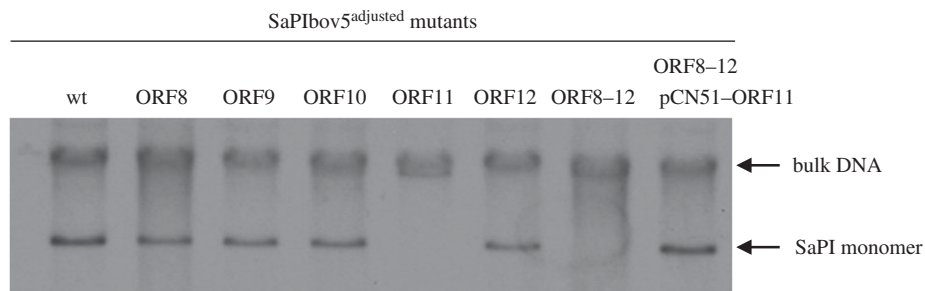 SaPIbov5adjusted mutants
ORF8–12
wt ORF8 ORF9 ORF10 ORF11 ORF12 ORF8–12 pCN51–ORF11
bulk DNA
SaPI monomer